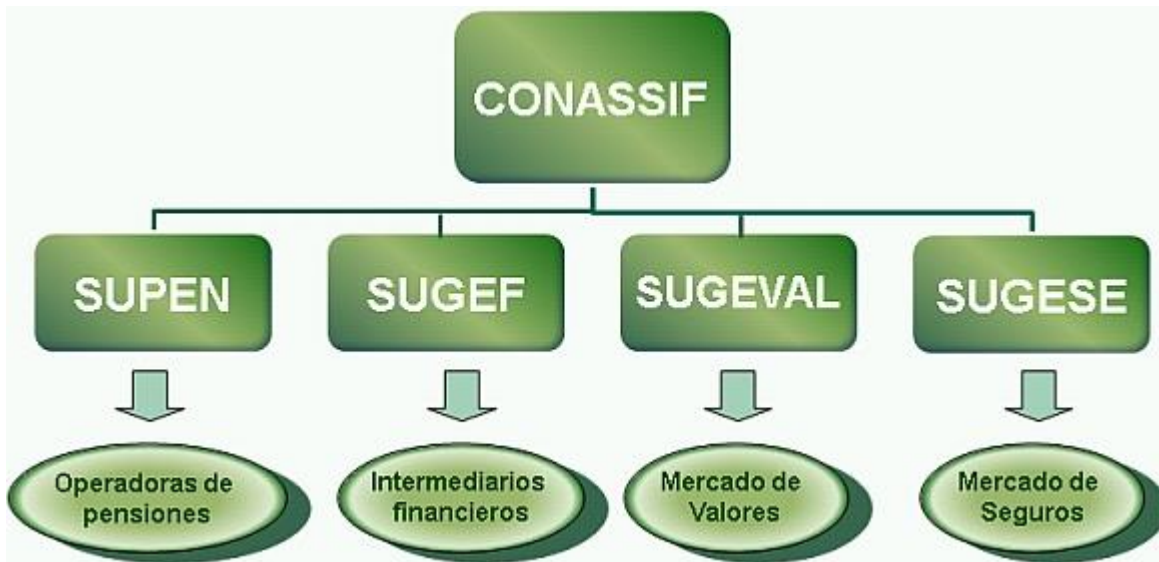 CONASSIF
SUPEN
SUGEF
SUGEVAL
SUGESE
Operadoras de
pensiones
Intermediarios
financieros
Mercado de
Valores
Mercado de
Seguros